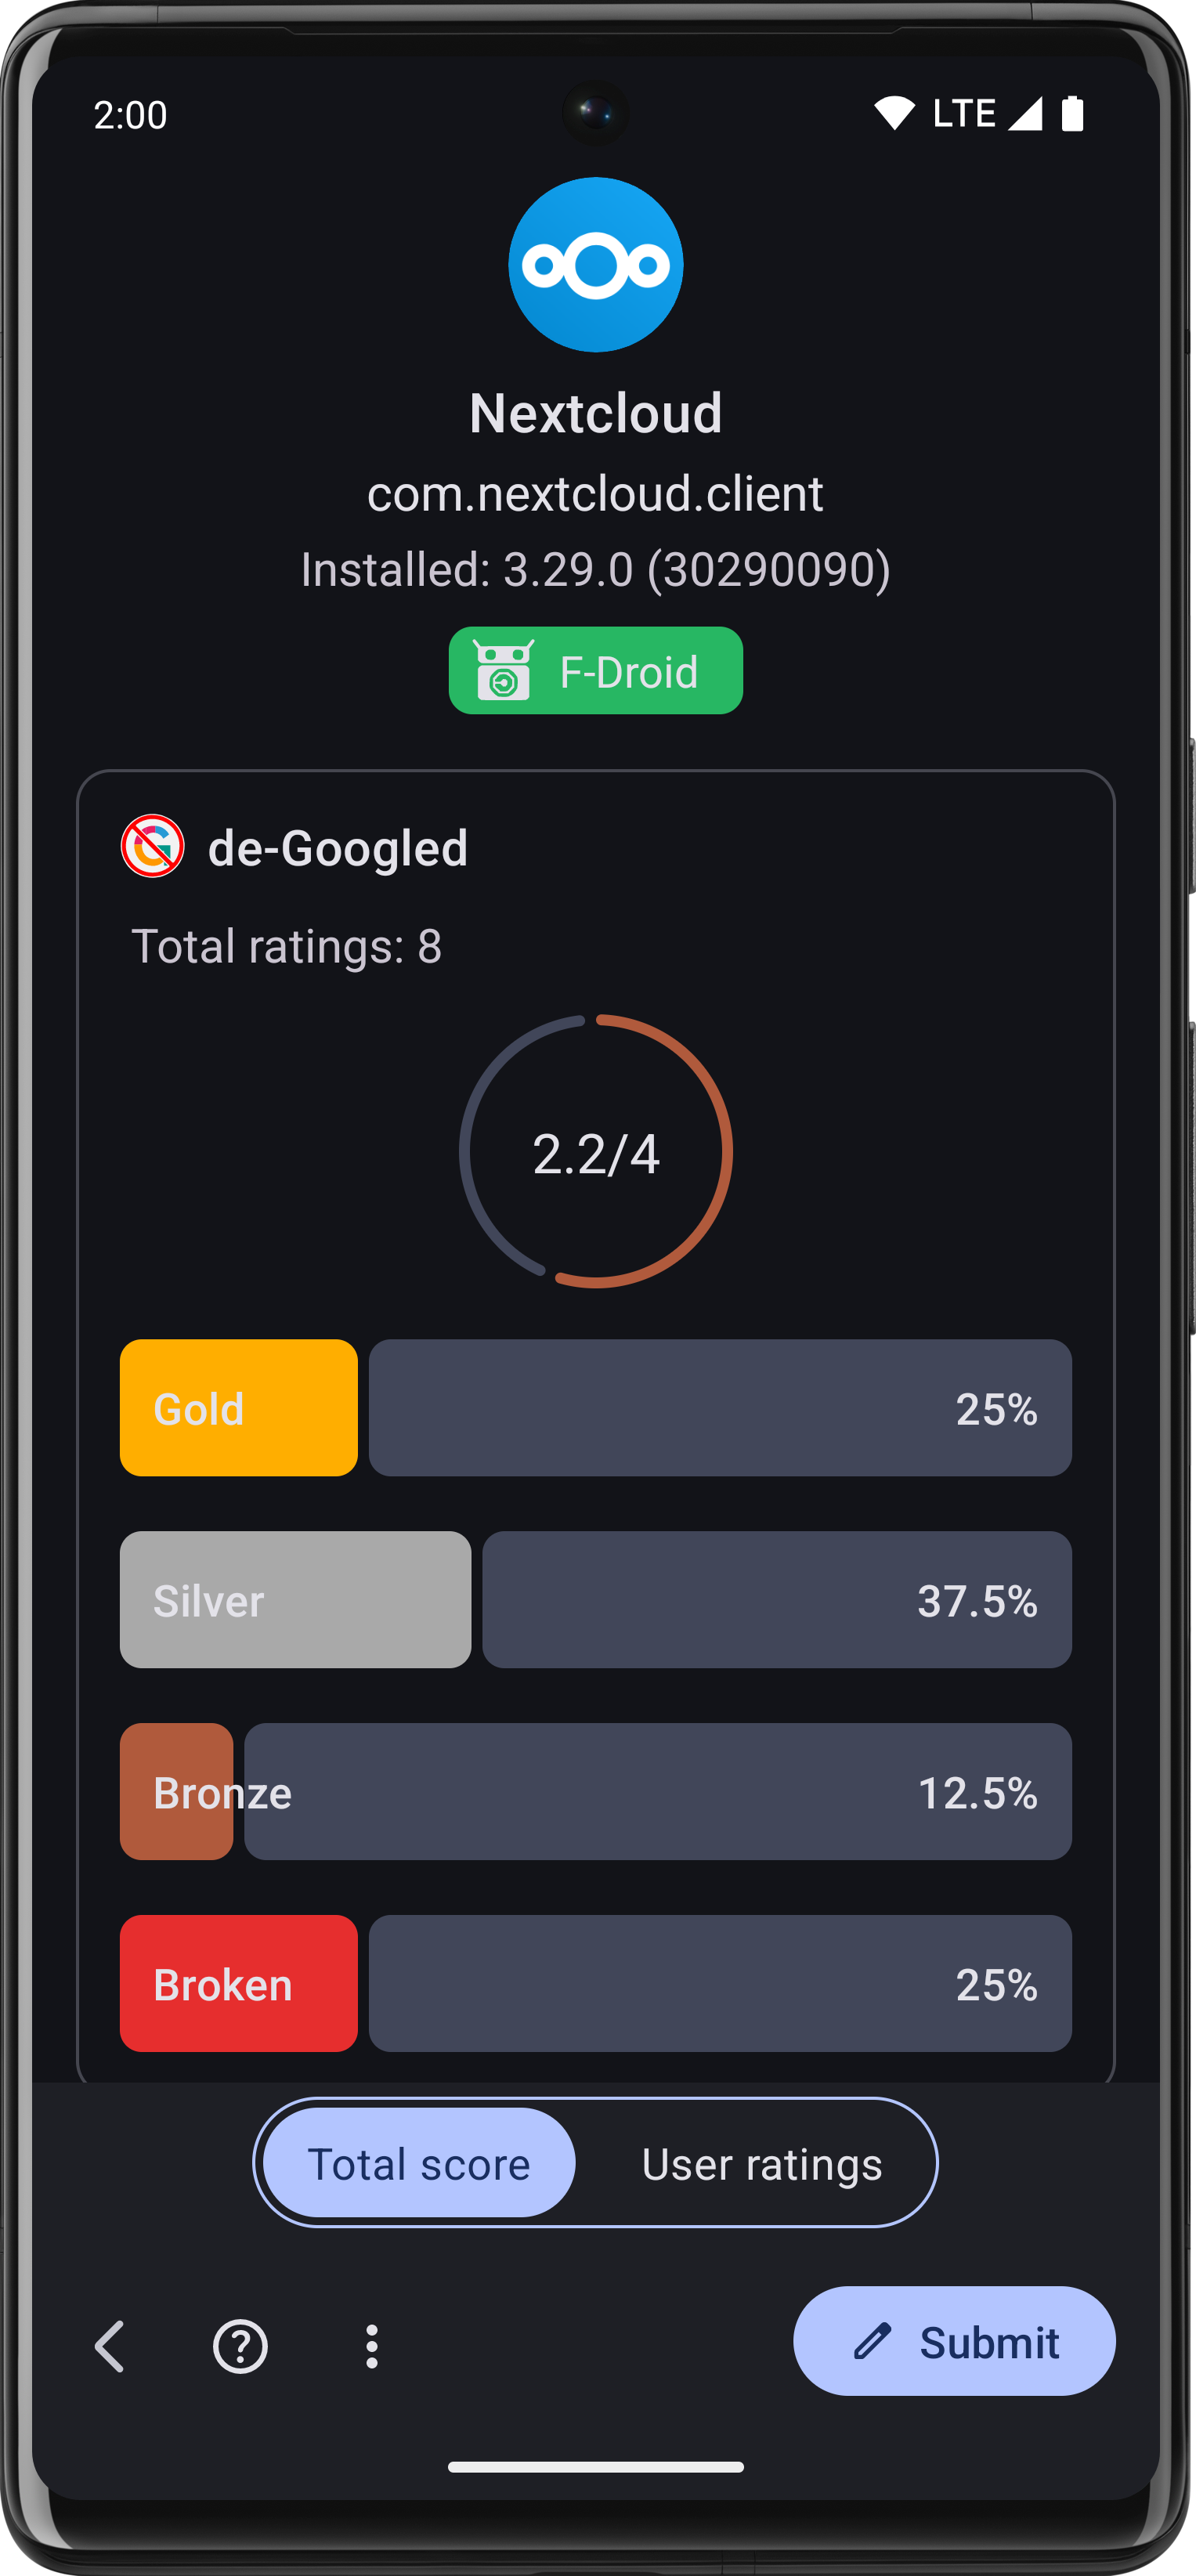 2:00 LTE
Nextcloud
com.nextcloud.client
Installed: 3.29.0 (30290090)
F-Droid
de-Googled
Total ratings: 8
2.2/4
Gold 25%
Silver 37.5%
Bronze 12.5%
Broken 25%
Total score User ratings
Submit